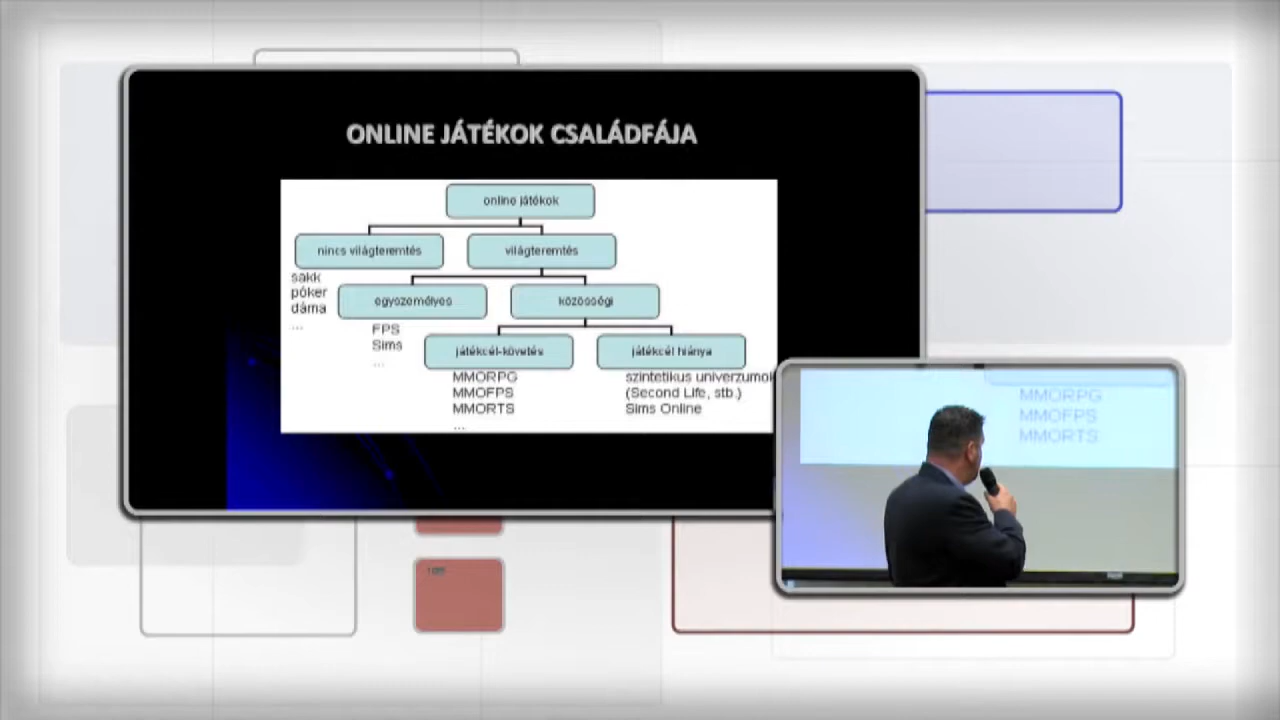 ONLINE JÁTÉKOK CSALÁDFÁJA
online játékok
nincs világteremtés
világteremtés
sakk
póker
dáma
...
egyszemélyes
közösségi
FPS
Sims
...
játékcél-követés
játékcél hiánya
MMORPG
MMOFPS
MMORTS
...
szintetikus univerzumok
(Second Life, stb.)
Sims Online
MMORPG
MMOFPS
MMORTS